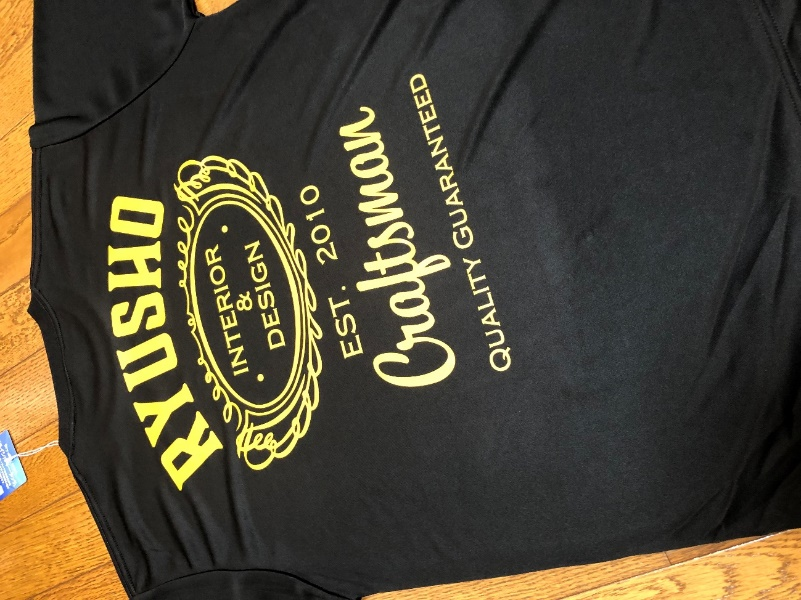 RYUSHO
INTERIOR
&
DESIGN
EST. 2010
Craftsman
QUALITY GUARANTEED